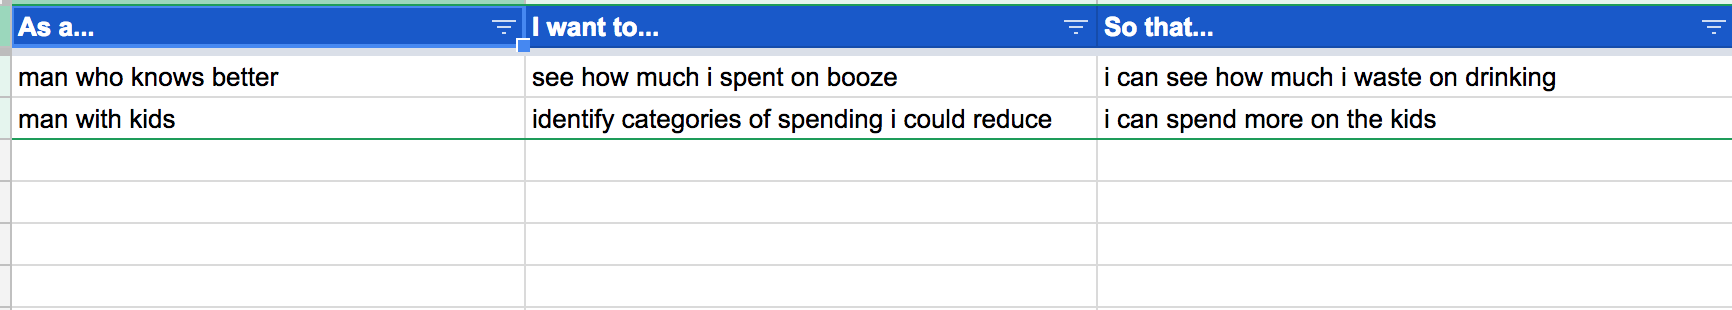 As a... I want to... So that...
man who knows better see how much i spent on booze i can see how much i waste on drinking
man with kids identify categories of spending i could reduce i can spend more on the kids